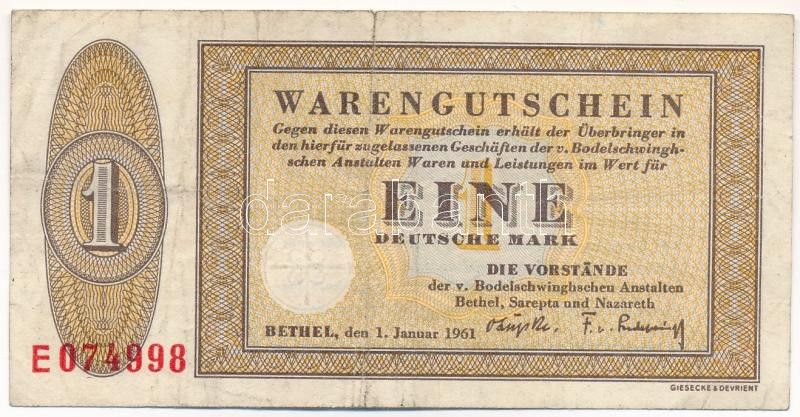 WARENGUTSCHEIN
Gegen diesen Warengutschein erhält der Überbringer in
den hierfür zugelassenen Geschäften der v. Bodelschwingh-
schen Anstalten Waren und Leistungen im Wert für
1
EINE
DEUTSCHE MARK
DIE VORSTÄNDE
der v. Bodelschwinghschen Anstalten
Bethel, Sarepta und Nazareth
BETHEL, den 1. Januar 1961
E074998
GIESECKE & DEVRIENT